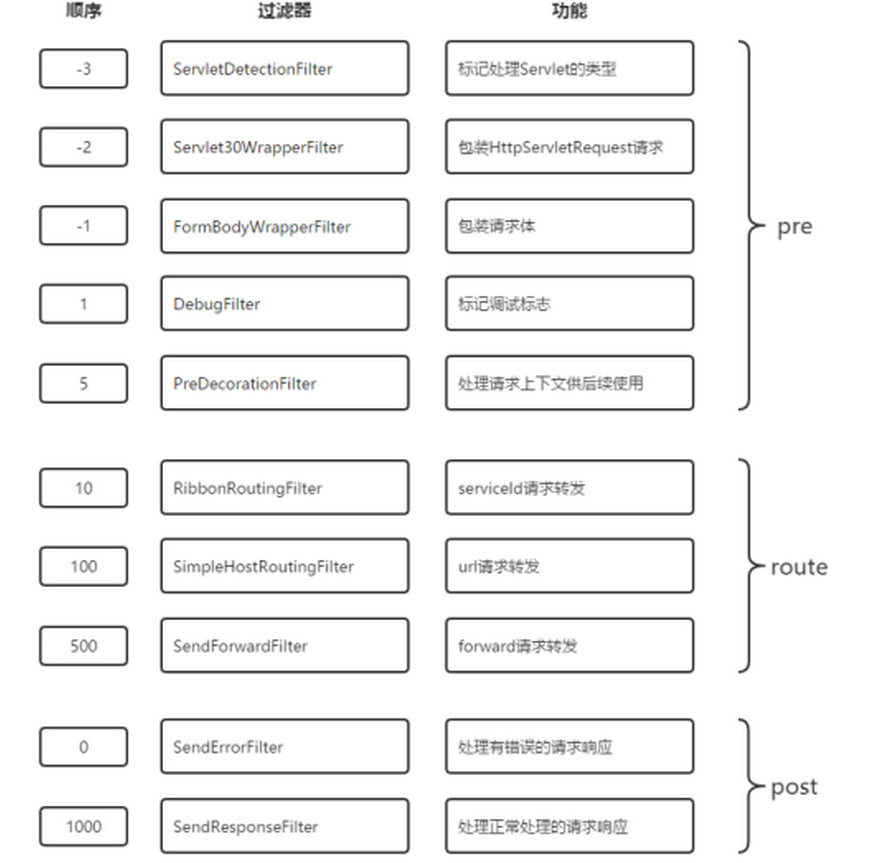 顺序 过滤器 功能
-3 ServletDetectionFilter 标记处理Servlet的类型
-2 Servlet30WrapperFilter 包装HttpServletRequest请求
-1 FormBodyWrapperFilter 包装请求体
pre
1 DebugFilter 标记调试标志
5 PreDecorationFilter 处理请求上下文供后续使用
10 RibbonRoutingFilter serviceId请求转发
100 SimpleHostRoutingFilter url请求转发
route
500 SendForwardFilter forward请求转发
0 SendErrorFilter 处理有错误的请求响应
post
1000 SendResponseFilter 处理正常处理的请求响应